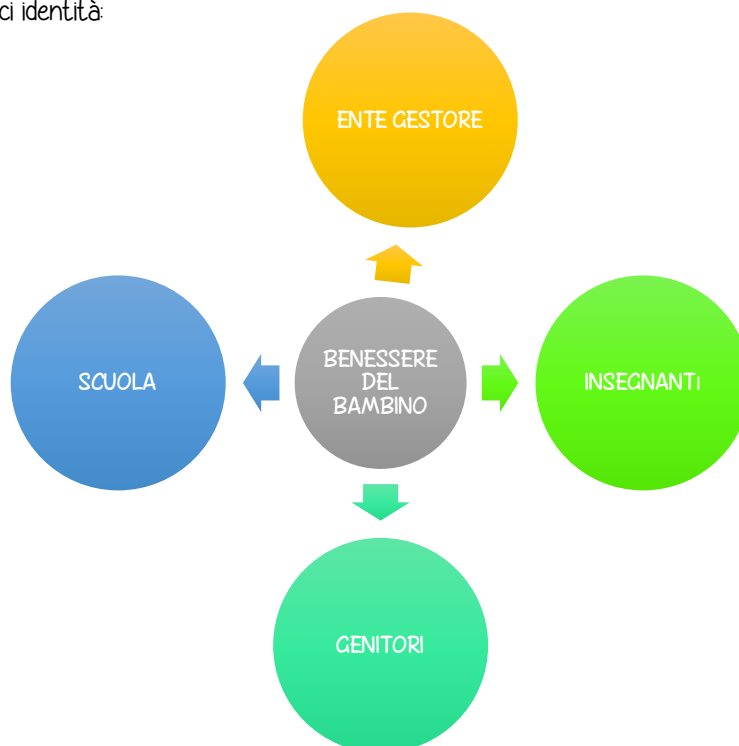 ci identità:
ENTE GESTORE
SCUOLA
BENESSERE
DEL
BAMBINO
INSEGNANTI
GENITORI